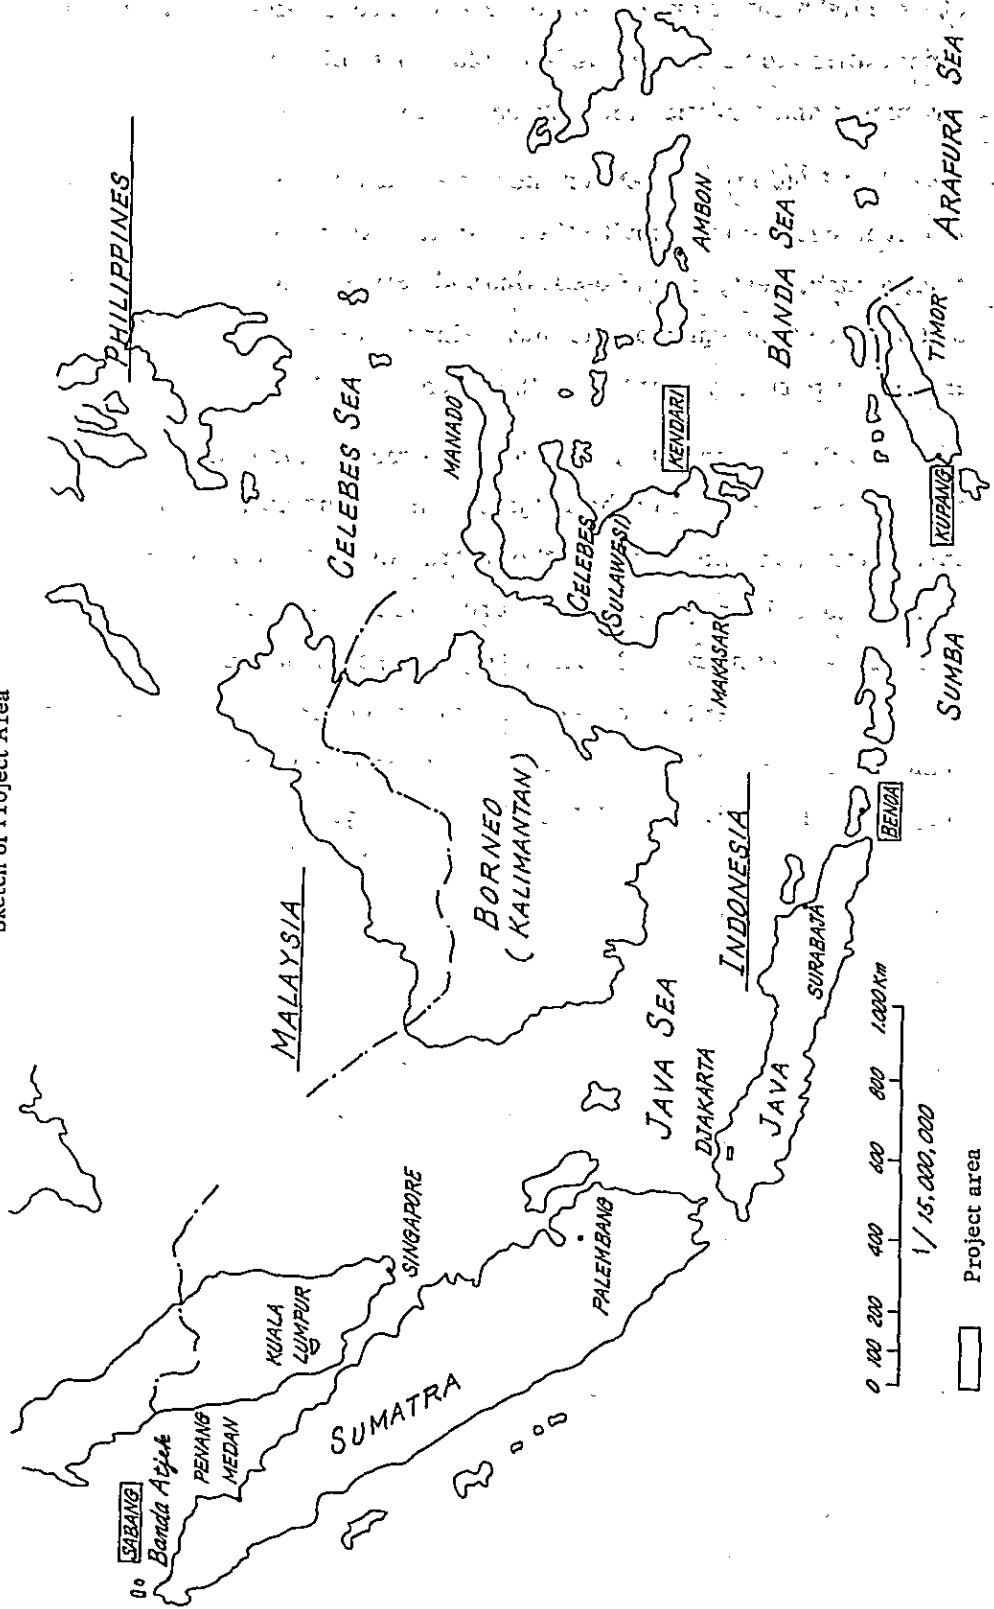 Sketch of Project Area
PHILIPPINES
MALAYSIA
CELEBES SEA
SABANG
Banda Atjeh
PENANG
MEDAN
KUALA
LUMPUR
SINGAPORE
SUMATRA
PALEMBANG
BORNEO
(KALIMANTAN)
MANADO
CELEBES
(SULAWESI)
KENDARI
MAKASAR
AMBON
BANDA SEA
ARAFURA SEA
JAVA SEA
DJAKARTA
JAVA
INDONESIA
SURABAJA
BENOA
SUMBA
KUPANG
TIMOR
0 100 200 400 600 800 1.000Km
1/15,000,000
Project area